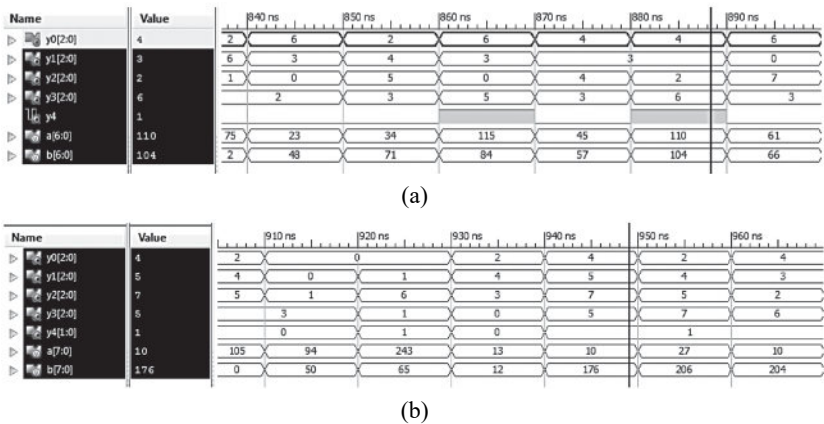 Name Value 840 ns 850 ns 860 ns 870 ns 880 ns 890 ns
y0[2:0] 4 2 6 2 6 4 4 6
y1[2:0] 3 6 3 4 3 3 0
y2[2:0] 2 1 0 5 0 4 2 7
y3[2:0] 6 2 3 5 3 6 3
y4 1
a[6:0] 110 75 23 34 115 45 110 61
b[6:0] 104 2 48 71 84 57 104 66
(a)
Name Value 910 ns 920 ns 930 ns 940 ns 950 ns 960 ns
y0[2:0] 4 2 0 2 4 2 4
y1[2:0] 5 4 0 1 4 5 4 3
y2[2:0] 7 5 1 6 3 7 5 2
y3[2:0] 5 3 1 0 5 7 6
y4[1:0] 1 0 1 0 1
a[7:0] 10 105 94 243 13 10 27 10
b[7:0] 176 0 50 65 12 176 206 204
(b)